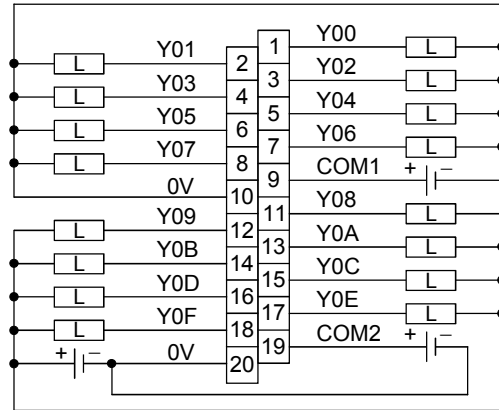 1 Y00 L
L Y01 2
3 Y02 L
L Y03 4
5 Y04 L
L Y05 6
7 Y06 L
L Y07 8
9 COM1 + −
0V 10
11 Y08 L
L Y09 12
13 Y0A L
L Y0B 14
15 Y0C L
L Y0D 16
17 Y0E L
L Y0F 18
19 COM2 + −
+ − 0V 20